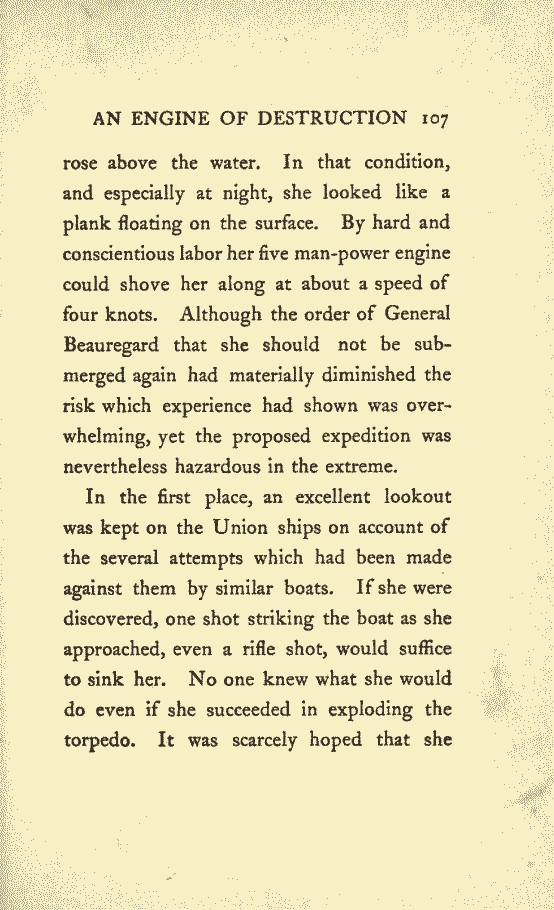 AN ENGINE OF DESTRUCTION 107
rose above the water. In that condition,
and especially at night, she looked like a
plank floating on the surface. By hard and
conscientious labor her five man-power engine
could shove her along at about a speed of
four knots. Although the order of General
Beauregard that she should not be sub-
merged again had materially diminished the
risk which experience had shown was over-
whelming, yet the proposed expedition was
nevertheless hazardous in the extreme.
In the first place, an excellent lookout
was kept on the Union ships on account of
the several attempts which had been made
against them by similar boats. If she were
discovered, one shot striking the boat as she
approached, even a rifle shot, would suffice
to sink her. No one knew what she would
do even if she succeeded in exploding the
torpedo. It was scarcely hoped that she